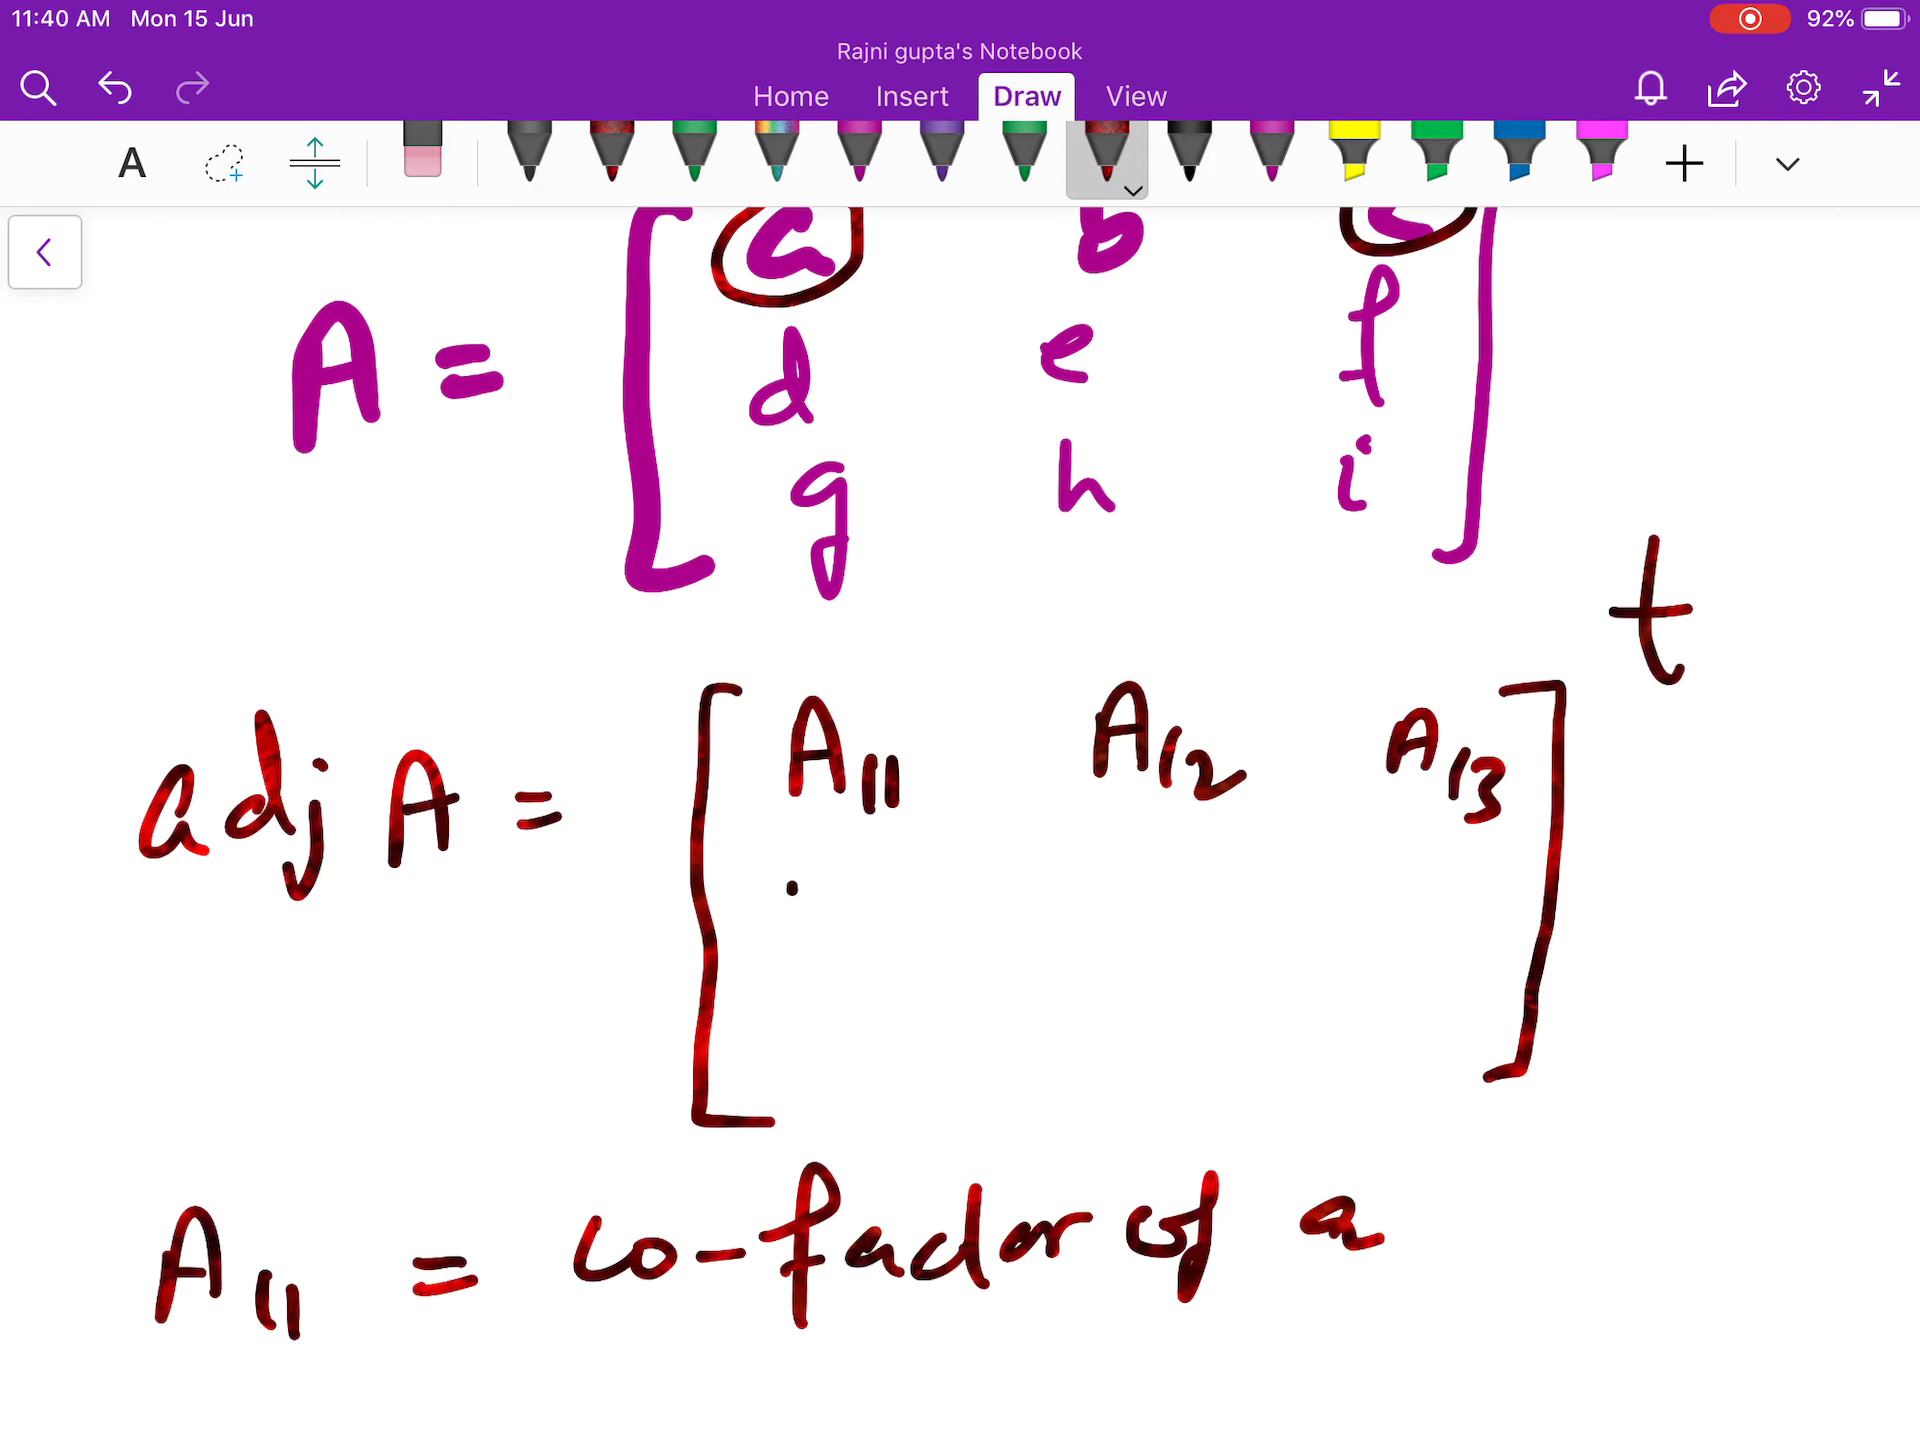 11:40 AM Mon 15 Jun 92%
Rajni gupta's Notebook
Home Insert Draw View
A
a b c
A = d e f
g h i
t
adj A = A11 A12 A13
A11 = co-factor of a